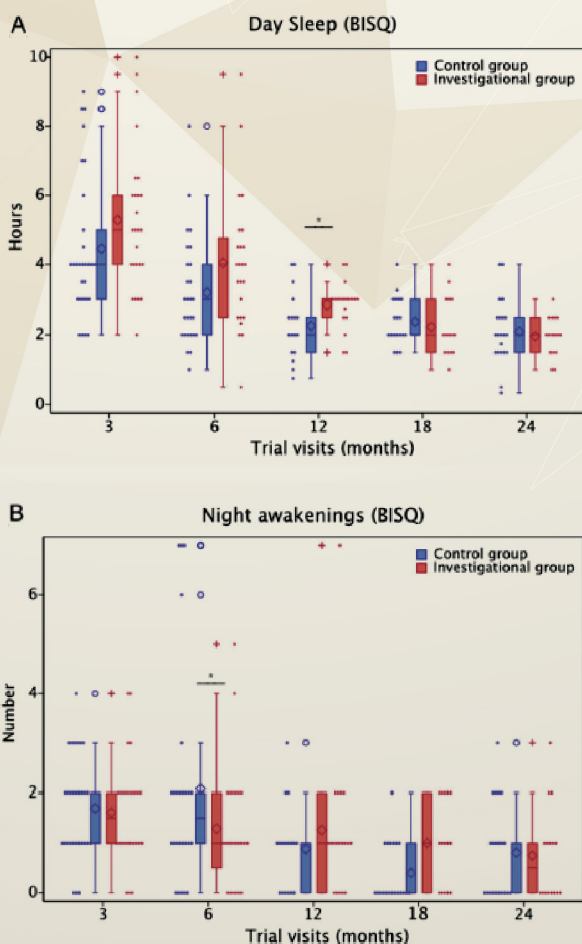 A
Day Sleep (BISQ)
Control group
Investigational group
10
8
6
4
2
0
Hours
*
3 6 12 18 24
Trial visits (months)
B
Night awakenings (BISQ)
Control group
Investigational group
6
4
2
0
Number
*
3 6 12 18 24
Trial visits (months)